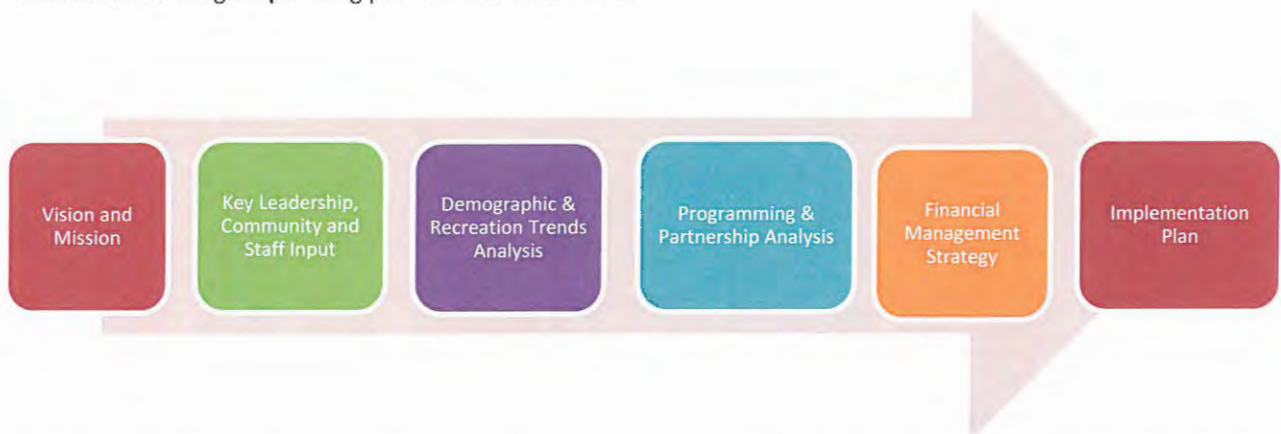 Vision and
Mission
Key Leadership,
Community and
Staff Input
Demographic &
Recreation Trends
Analysis
Programming &
Partnership Analysis
Financial
Management
Strategy
Implementation
Plan